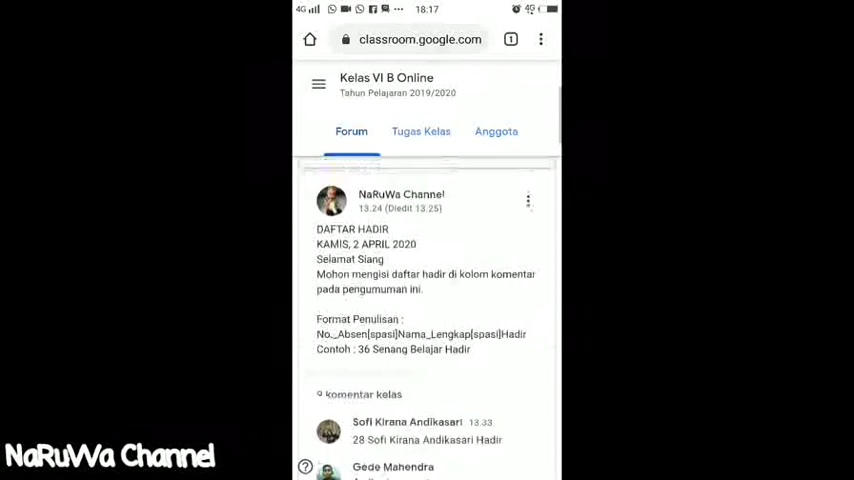 4G 18:17 4G
classroom.google.com 1
Kelas VI B Online
Tahun Pelajaran 2019/2020
Forum Tugas Kelas Anggota
NaRuWa Channel
13.24 (Diedit 13.25)
DAFTAR HADIR
KAMIS, 2 APRIL 2020
Selamat Siang
Mohon mengisi daftar hadir di kolom komentar
pada pengumuman ini.
Format Penulisan :
No._Absen[spasi]Nama_Lengkap[spasi]Hadir
Contoh : 36 Senang Belajar Hadir
9 komentar kelas
Sofi Kirana Andikasari 13.33
28 Sofi Kirana Andikasari Hadir
Gede Mahendra
NaRuWa Channel